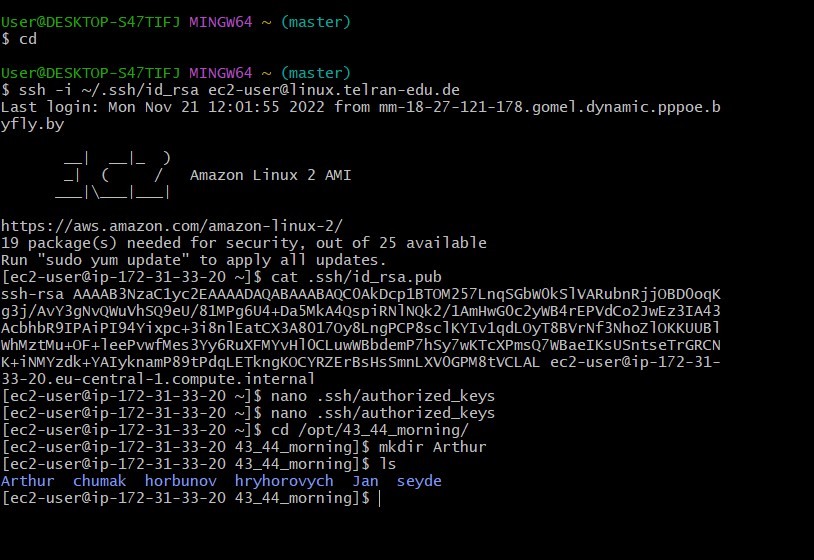 User@DESKTOP-S47TIFJ MINGW64 ~ (master)
$ cd
User@DESKTOP-S47TIFJ MINGW64 ~ (master)
$ ssh -i ~/.ssh/id_rsa ec2-user@linux.telran-edu.de
Last login: Mon Nov 21 12:01:55 2022 from mm-18-27-121-178.gomel.dynamic.pppoe.b
yfly.by
       __|  __|_  )
       _|  (     /   Amazon Linux 2 AMI
      ___|\___|___|
https://aws.amazon.com/amazon-linux-2/
19 package(s) needed for security, out of 25 available
Run "sudo yum update" to apply all updates.
[ec2-user@ip-172-31-33-20 ~]$ cat .ssh/id_rsa.pub
ssh-rsa AAAAB3NzaC1yc2EAAAADAQABAAABAQC0AkDcp1BTOM257LnqSGbWOkSlVARubnRjjOBDOoqK
g3j/AvY3gNvQWuVhSQ9eU/81MPg6U4+Da5MkA4QspiRNlNQk2/1AmHwGOc2yWB4rEPVdCo2JwEz3IA43
AcbhbR9IPAiPI94Yixpc+3i8nlEatCX3A8017Oy8LngPCP8sclKYIv1qdLOyT8BVrNf3NhoZlOKKUUBl
WhMztMu+OF+leePvwfMes3Yy6RuXFMYvHlOCLuwWBbdemP7hSy7wKTcXPmsQ7WBaeIKsUSntseTrGRCN
K+iNMYzdk+YAIyknamP89tPdqLETkngKOCYRZErBsHsSmnLXVOGPM8tVCLAL ec2-user@ip-172-31-
33-20.eu-central-1.compute.internal
[ec2-user@ip-172-31-33-20 ~]$ nano .ssh/authorized_keys
[ec2-user@ip-172-31-33-20 ~]$ nano .ssh/authorized_keys
[ec2-user@ip-172-31-33-20 ~]$ cd /opt/43_44_morning/
[ec2-user@ip-172-31-33-20 43_44_morning]$ mkdir Arthur
[ec2-user@ip-172-31-33-20 43_44_morning]$ ls
Arthur  chumak  horbunov  hryhorovych  Jan  seyde
[ec2-user@ip-172-31-33-20 43_44_morning]$